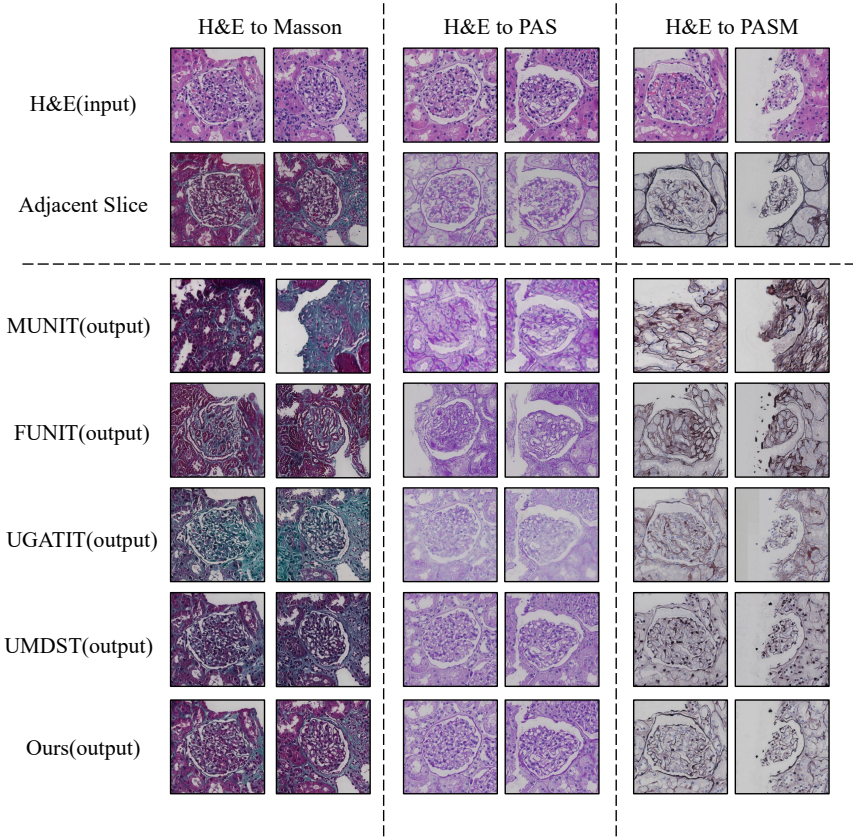 H&E to Masson
H&E to PAS
H&E to PASM
H&E(input)
Adjacent Slice
MUNIT(output)
FUNIT(output)
UGATIT(output)
UMDST(output)
Ours(output)